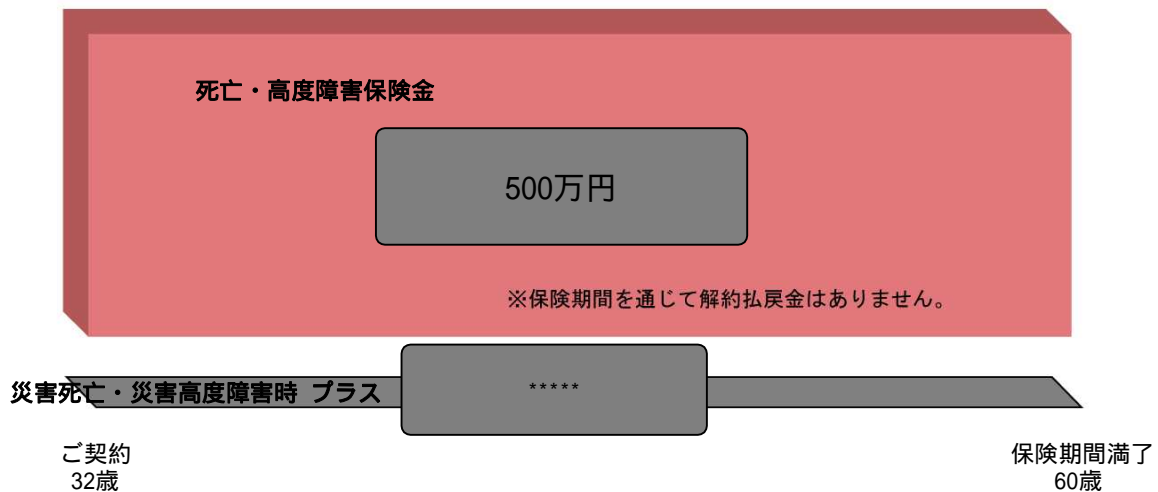 死亡・高度障害保険金
500万円
※保険期間を通じて解約払戻金はありません。
災害死亡・災害高度障害時 プラス
*****
ご契約
32歳
保険期間満了
60歳